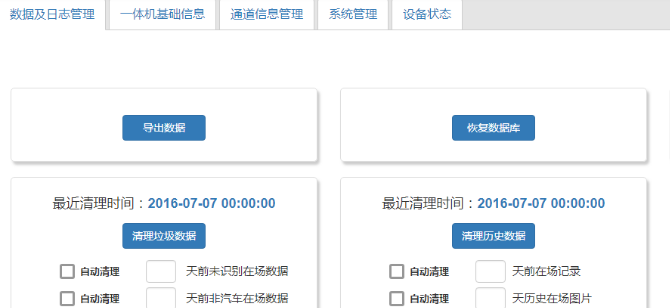 数据及日志管理 一体机基础信息 通道信息管理 系统管理 设备状态
导出数据 恢复数据库
最近清理时间：2016-07-07 00:00:00 最近清理时间：2016-07-07 00:00:00
清理垃圾数据 清理历史数据
自动清理 天前未识别在场数据 自动清理 天前在场记录
自动清理 天前非汽车在场数据 自动清理 天历史在场图片